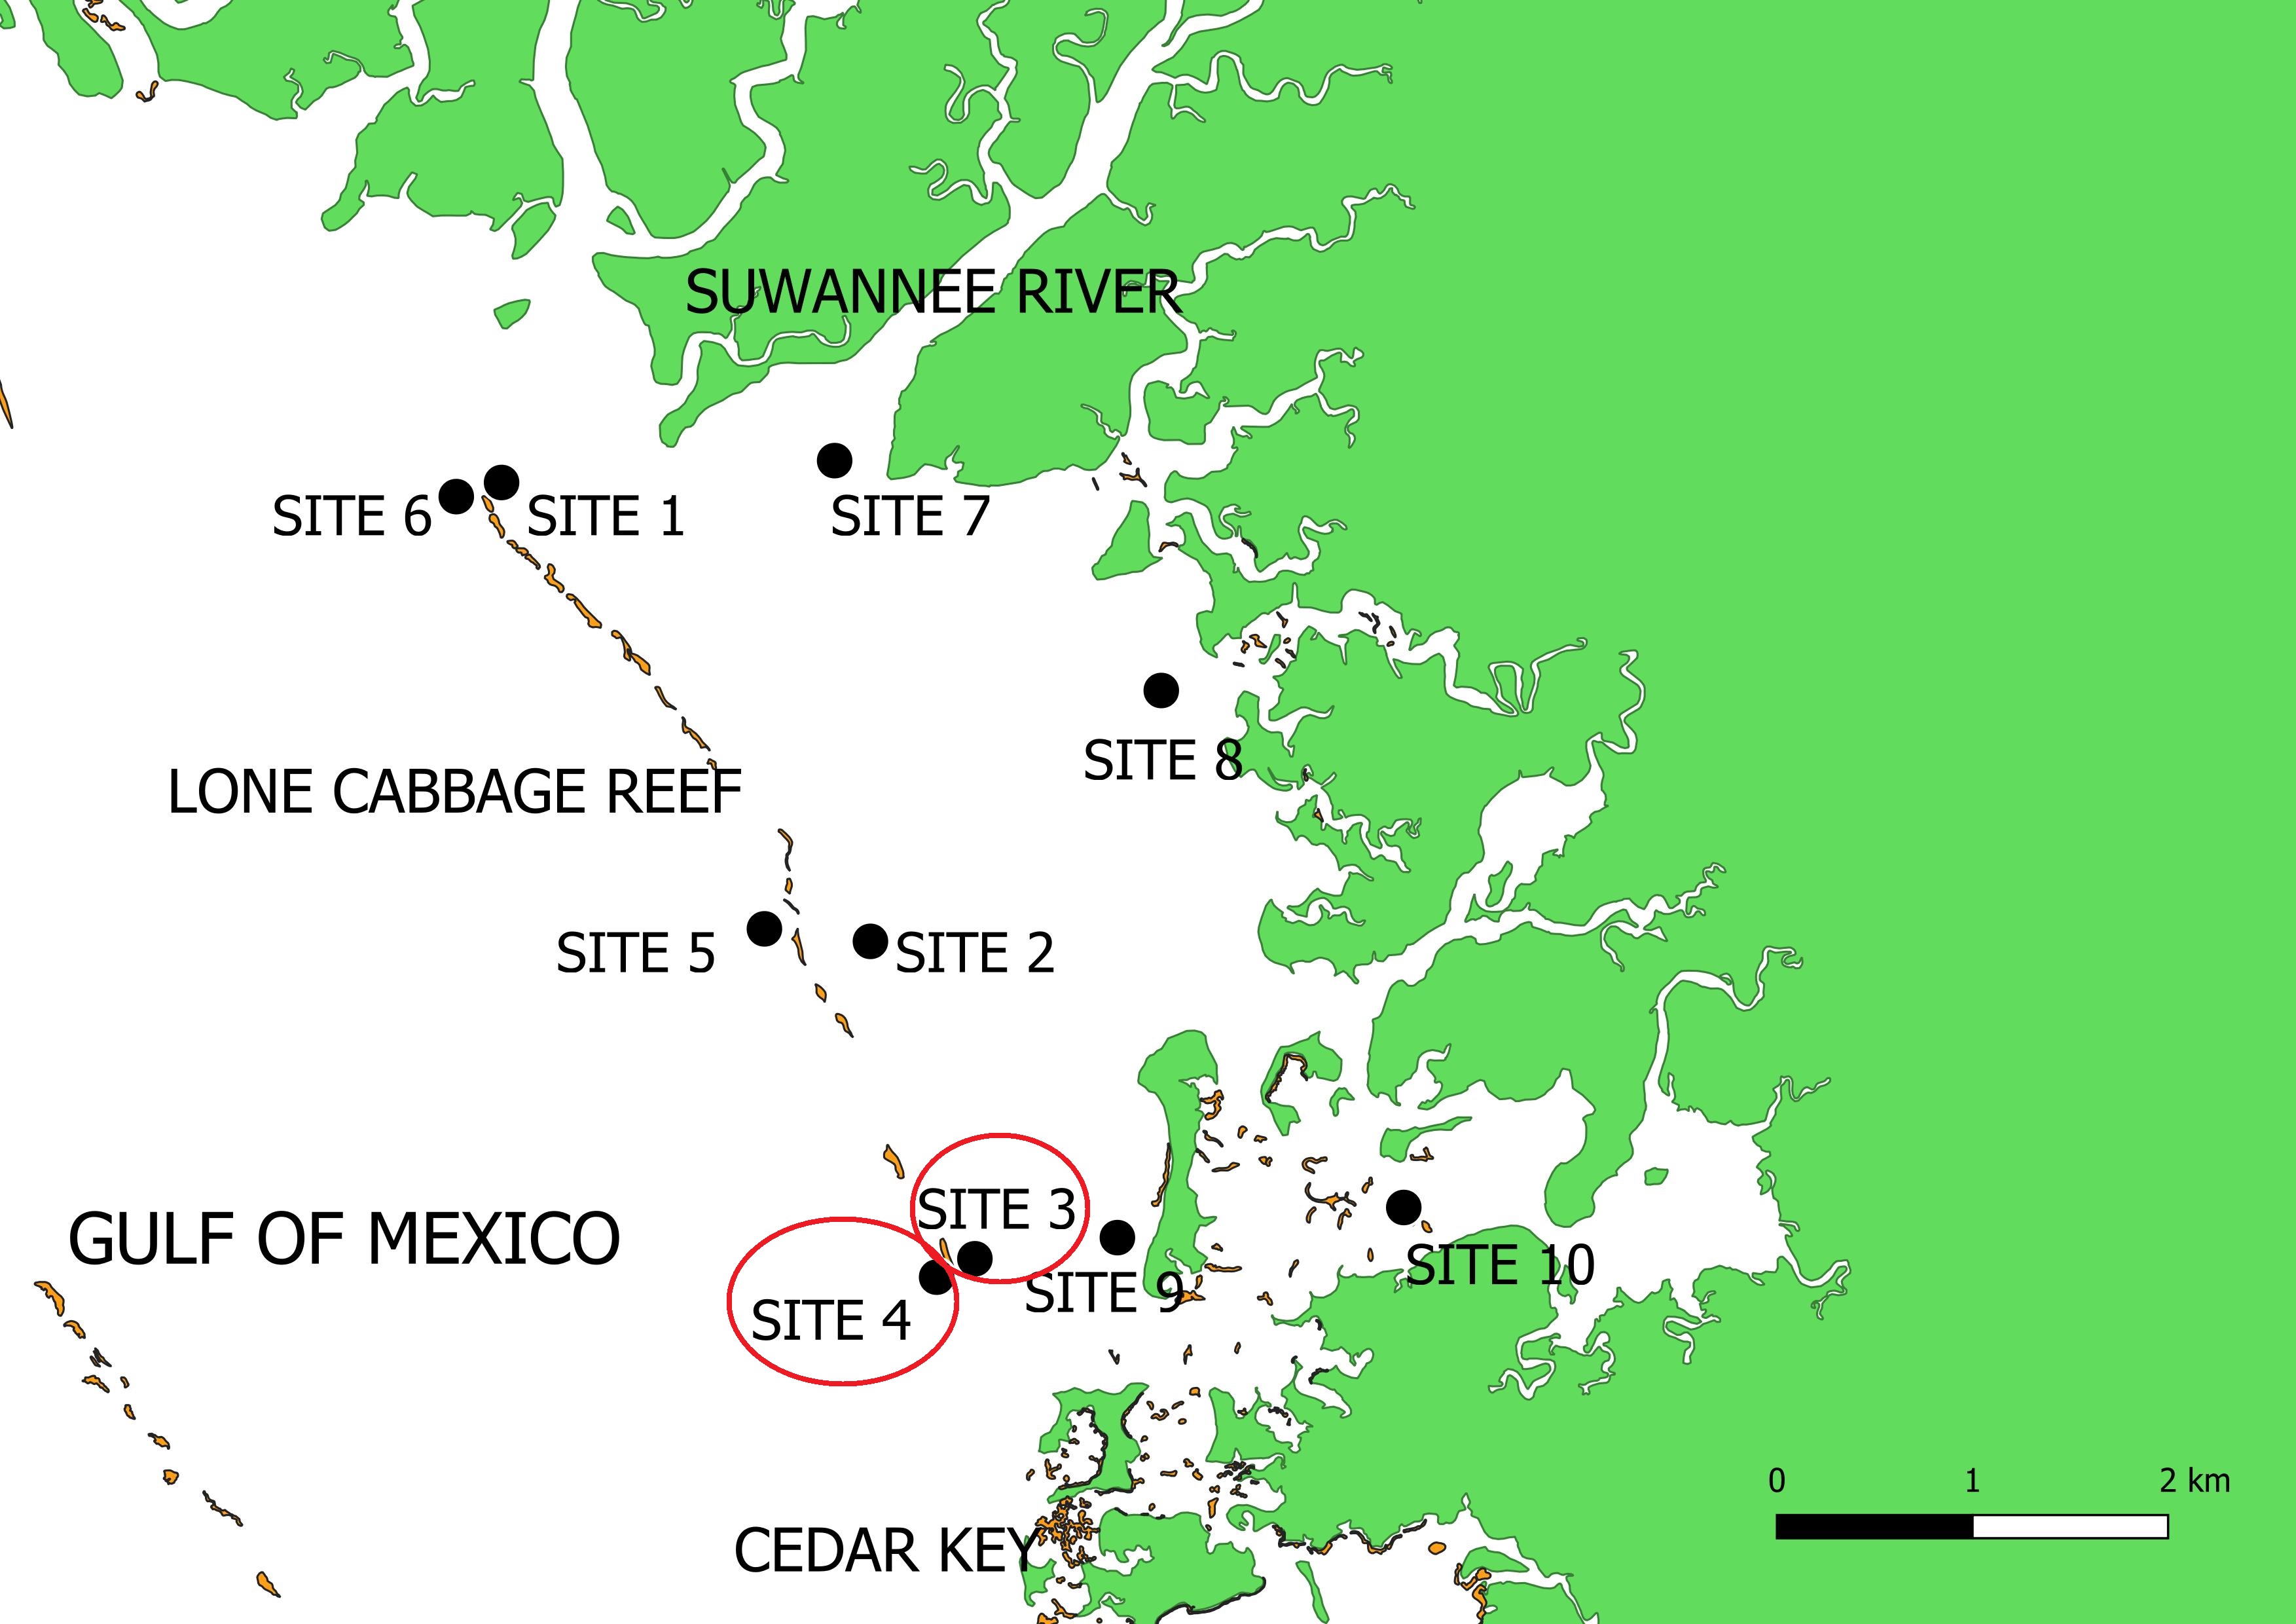 SUWANNEE RIVER
SITE 6
SITE 1
SITE 7
SITE 8
LONE CABBAGE REEF
SITE 5
SITE 2
SITE 3
GULF OF MEXICO
SITE 10
SITE 9
SITE 4
0 1 2 km
CEDAR KEY